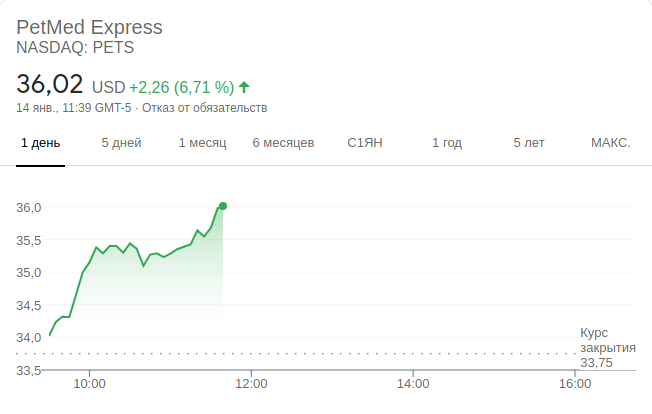 PetMed Express
NASDAQ: PETS
36,02 USD +2,26 (6,71 %)
14 янв., 11:39 GMT-5 · Отказ от обязательств
1 день 5 дней 1 месяц 6 месяцев С1ЯН 1 год 5 лет МАКС.
36,0
35,5
35,0
34,5
34,0
33,5
Курс
закрытия
33,75
10:00 12:00 14:00 16:00